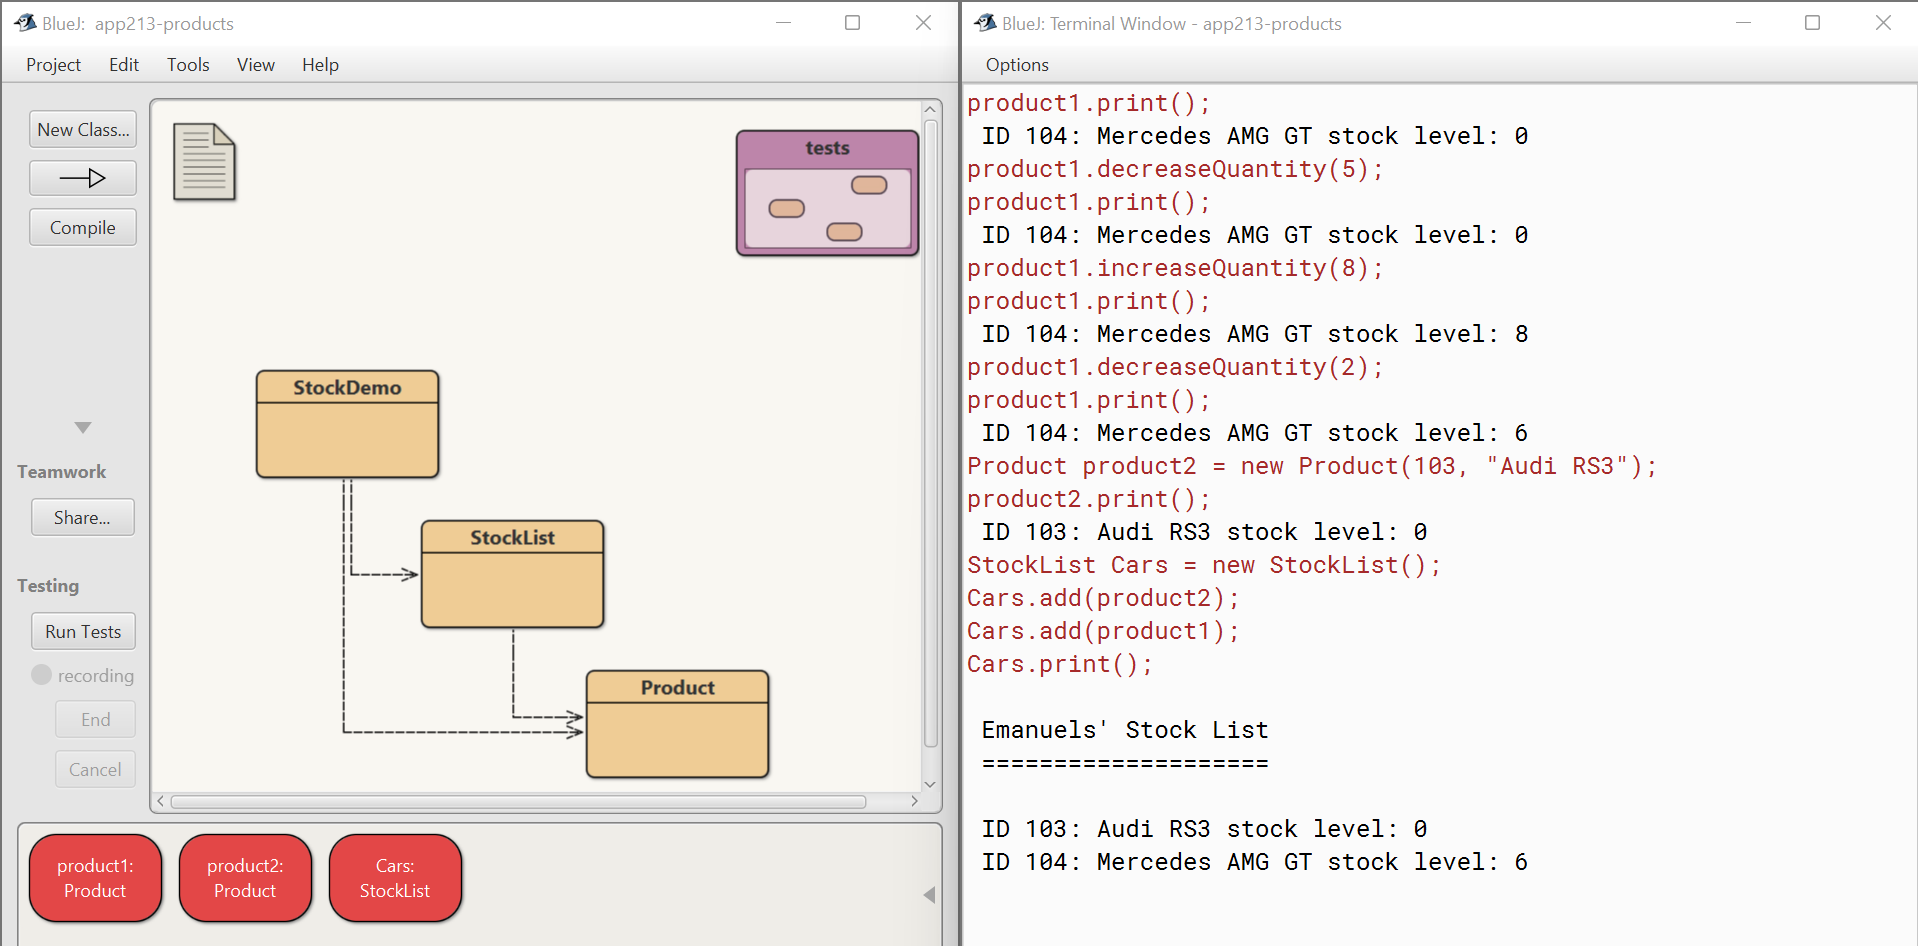 BlueJ: app213-products
Project Edit Tools View Help
New Class...
Compile
Teamwork
Share...
Testing
Run Tests
recording
End
Cancel
tests
StockDemo
StockList
Product
product1:
Product
product2:
Product
Cars:
StockList
BlueJ: Terminal Window - app213-products
Options
product1.print();
ID 104: Mercedes AMG GT stock level: 0
product1.decreaseQuantity(5);
product1.print();
ID 104: Mercedes AMG GT stock level: 0
product1.increaseQuantity(8);
product1.print();
ID 104: Mercedes AMG GT stock level: 8
product1.decreaseQuantity(2);
product1.print();
ID 104: Mercedes AMG GT stock level: 6
Product product2 = new Product(103, "Audi RS3");
product2.print();
ID 103: Audi RS3 stock level: 0
StockList Cars = new StockList();
Cars.add(product2);
Cars.add(product1);
Cars.print();
Emanuels' Stock List
====================
ID 103: Audi RS3 stock level: 0
ID 104: Mercedes AMG GT stock level: 6